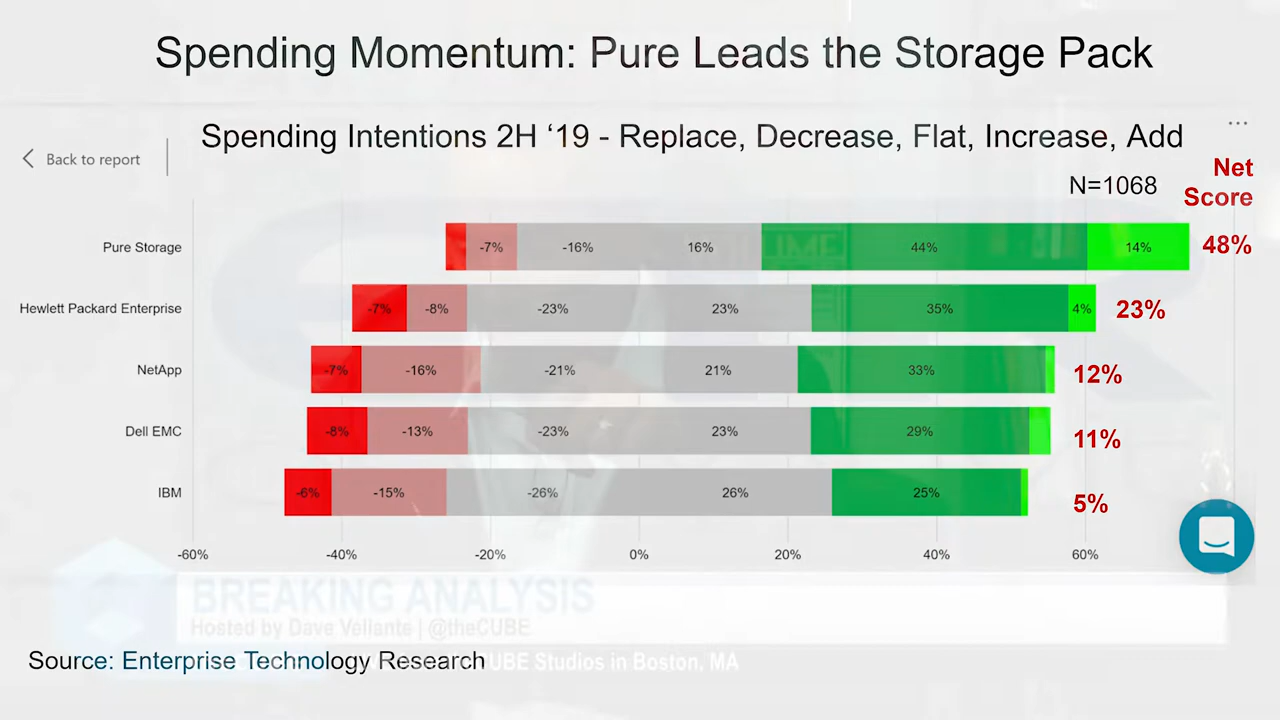 Spending Momentum: Pure Leads the Storage Pack
Spending Intentions 2H ‘19 - Replace, Decrease, Flat, Increase, Add
Back to report
N=1068
Net
Score
Pure Storage -7% -16% 16% 44% 14% 48%
Hewlett Packard Enterprise -7% -8% -23% 23% 35% 4% 23%
NetApp -7% -16% -21% 21% 33% 12%
Dell EMC -8% -13% -23% 23% 29% 11%
IBM -6% -15% -26% 26% 25% 5%
-60% -40% -20% 0% 20% 40% 60%
BREAKING ANALYSIS
Hosted by Dave Vellante | @theCUBE
Source: Enterprise Technology Research
CUBE Studios in Boston, MA